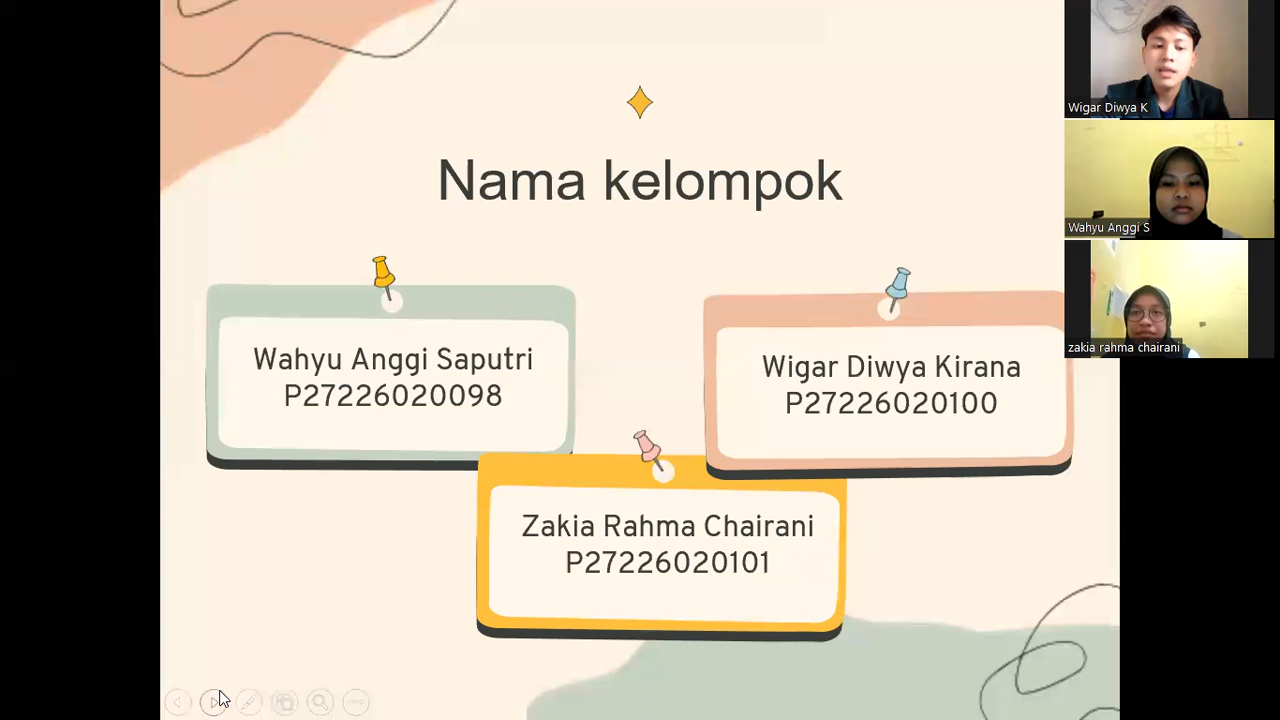 Nama kelompok
Wahyu Anggi Saputri
P27226020098
Wigar Diwya Kirana
P27226020100
Zakia Rahma Chairani
P27226020101
Wigar Diwya K
Wahyu Anggi S
zakia rahma chairani